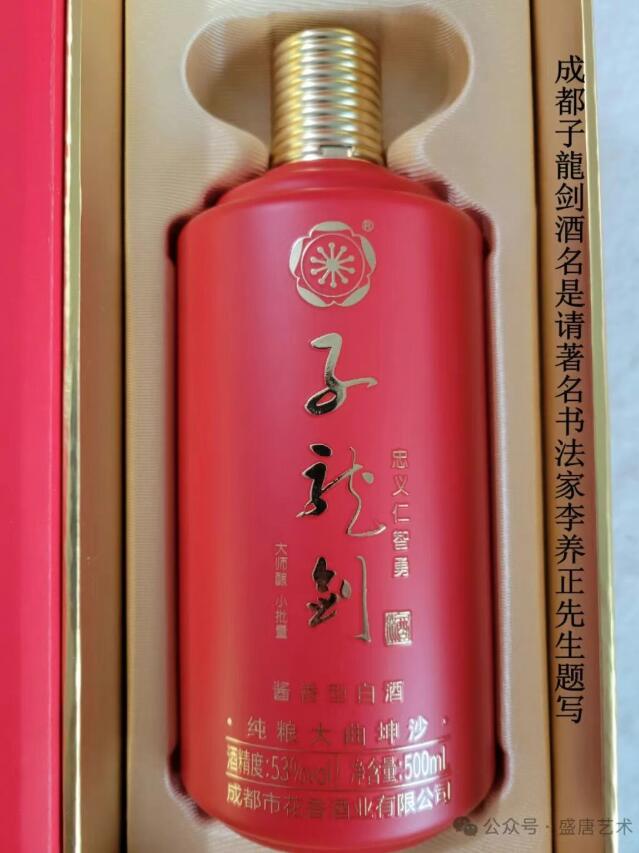 成都子龍剑酒名是请著名书法家李养正先生题写
®
子龙剑
忠义仁智勇
大师酿 小批量
酒
酱香型白酒
·纯粮大曲坤沙·
酒精度:53%vol 净含量:500ml
成都市花香酒业有限公司
公众号·盛唐艺术